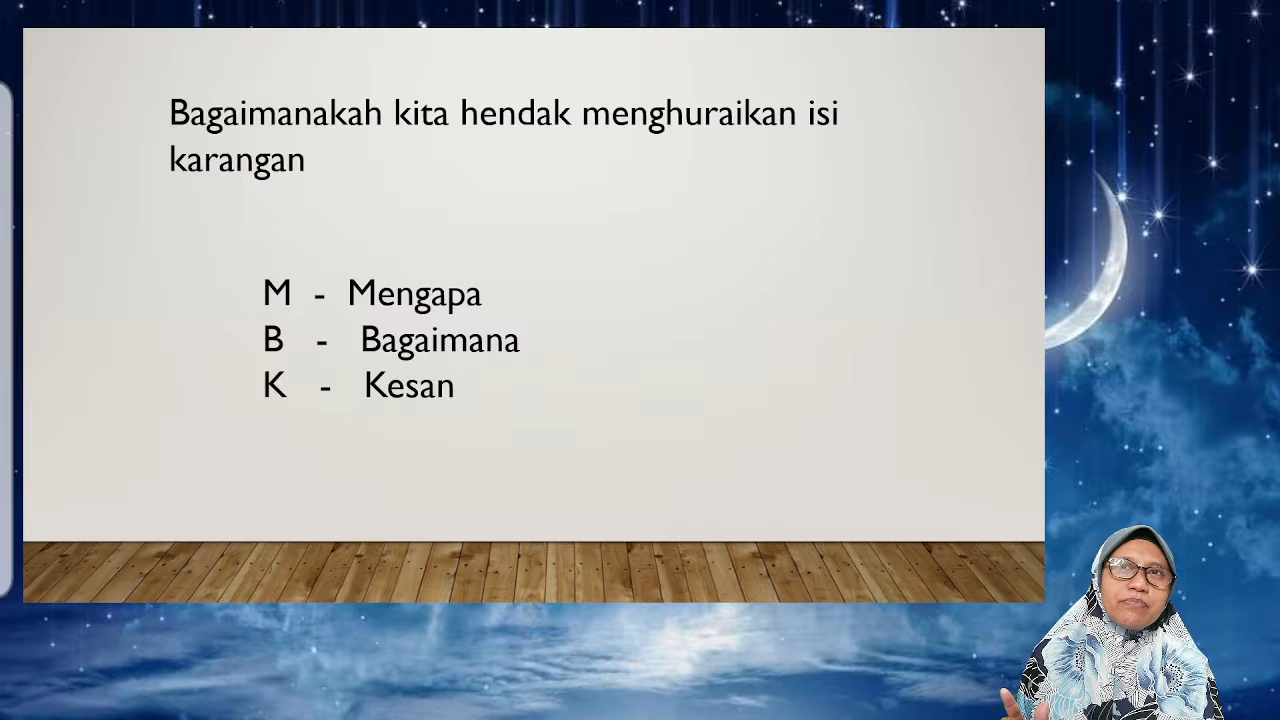 Bagaimanakah kita hendak menghuraikan isi
karangan
M - Mengapa
B - Bagaimana
K - Kesan